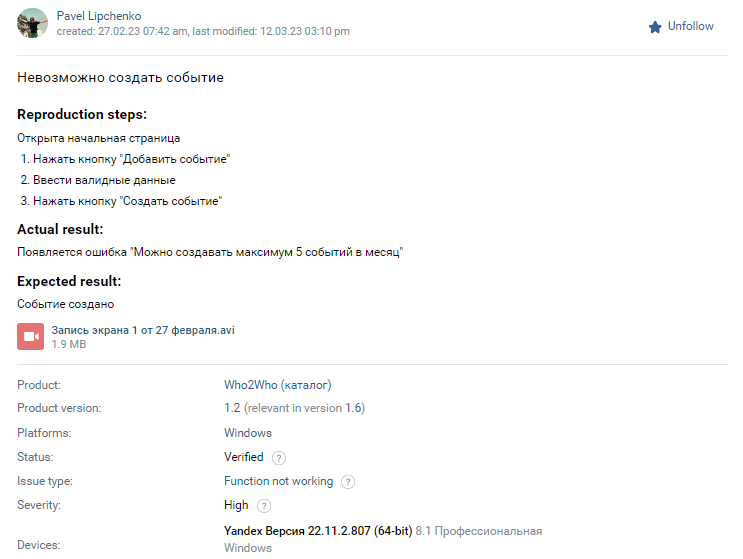 Pavel Lipchenko
created: 27.02.23 07:42 am, last modified: 12.03.23 03:10 pm
Unfollow
Невозможно создать событие
Reproduction steps:
Открыта начальная страница
1. Нажать кнопку "Добавить событие"
2. Ввести валидные данные
3. Нажать кнопку "Создать событие"
Actual result:
Появляется ошибка "Можно создавать максимум 5 событий в месяц"
Expected result:
Событие создано
Запись экрана 1 от 27 февраля.avi
1.9 MB
Product: Who2Who (каталог)
Product version: 1.2 (relevant in version 1.6)
Platforms: Windows
Status: Verified ?
Issue type: Function not working ?
Severity: High ?
Devices: Yandex Версия 22.11.2.807 (64-bit) 8.1 Профессиональная
Windows